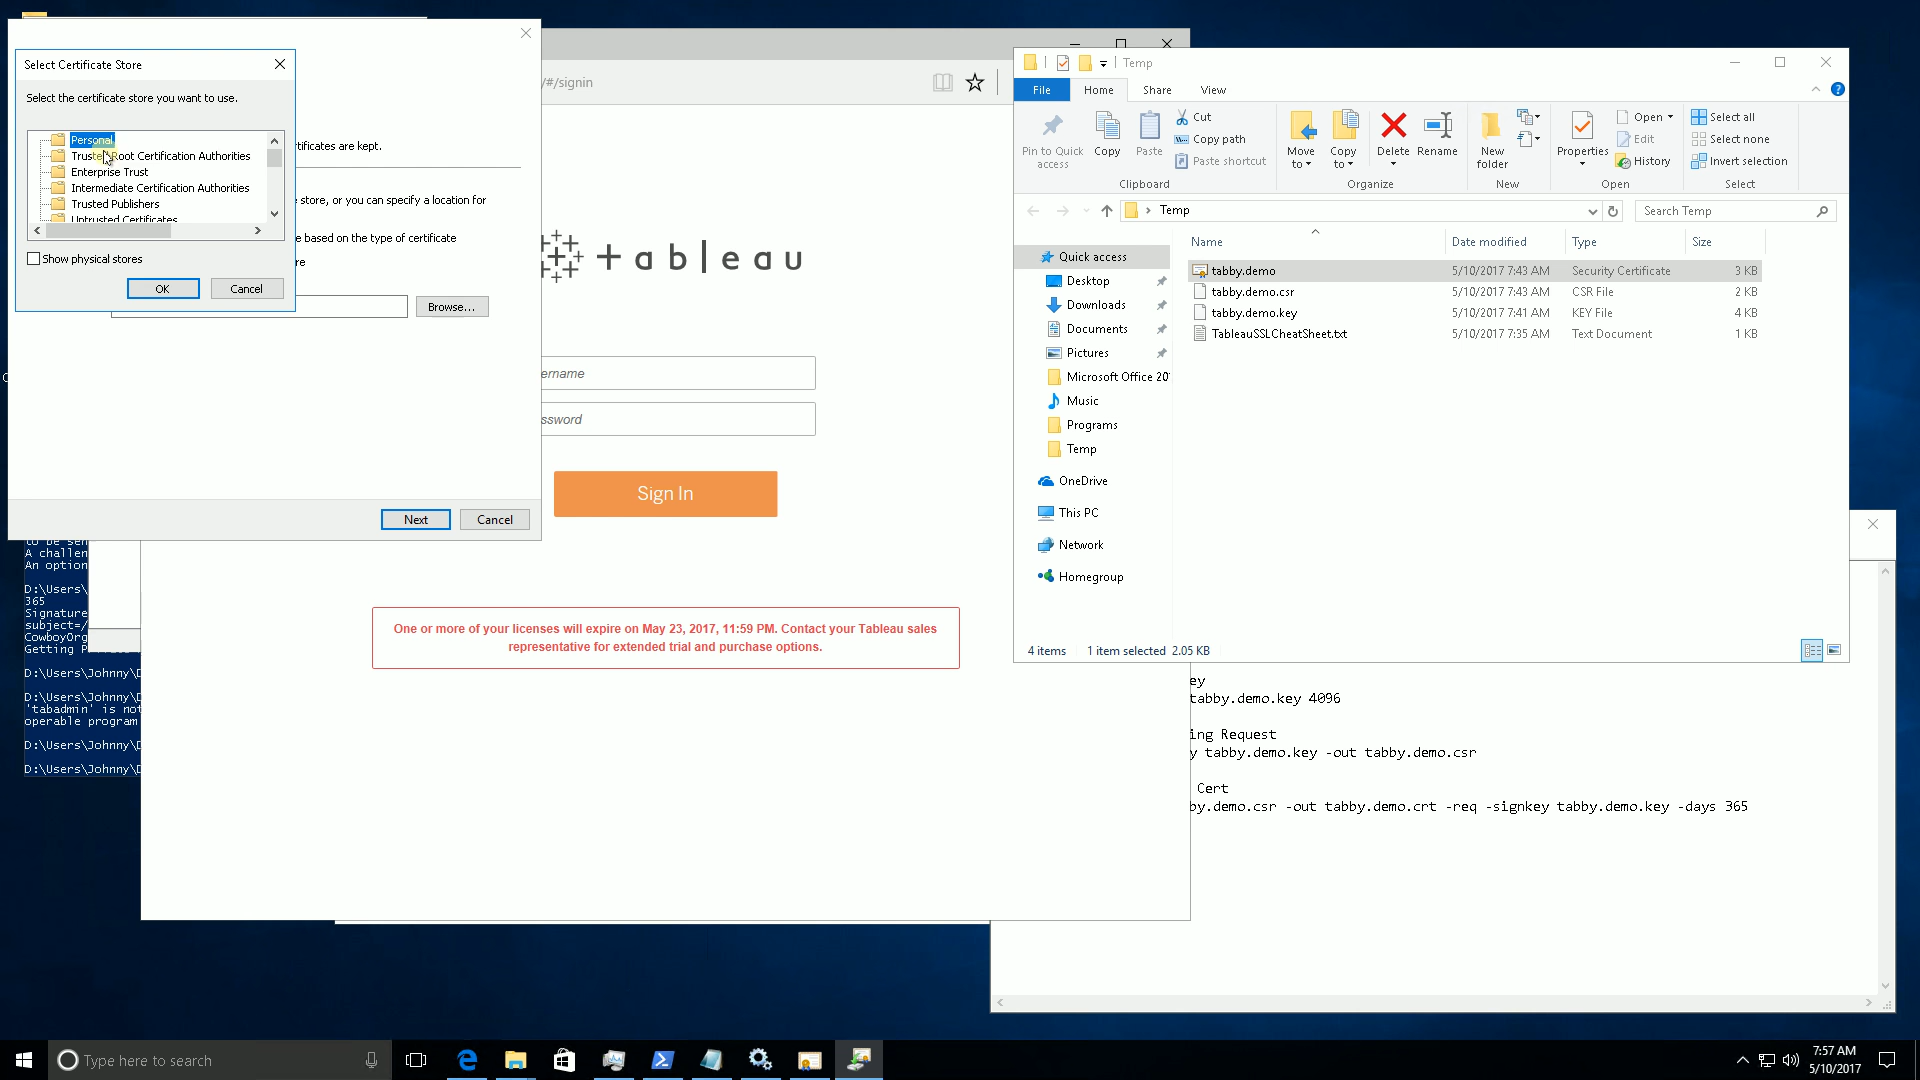 Select Certificate Store
Select the certificate store you want to use.
Personal
Root Certification Authorities
Enterprise Trust
Intermediate Certification Authorities
Trusted Publishers
Untrusted Certificates
Show physical stores
OK
Cancel
tificates are kept.
store, or you can specify a location for
e based on the type of certificate
re
Browse...
Next
Cancel
/#/signin
+ableau
ername
ssword
Sign In
One or more of your licenses will expire on May 23, 2017, 11:59 PM. Contact your Tableau sales
representative for extended trial and purchase options.
A challen
An option
D:\Users\
365
Signature
subject=/
CowboyOrg
Getting P
D:\Users\Johnny\D
D:\Users\Johnny\D
'tabadmin' is not
operable program
D:\Users\Johnny\D
D:\Users\Johnny\D
Temp
File
Home
Share
View
Pin to Quick
access
Copy
Paste
Cut
Copy path
Paste shortcut
Clipboard
Move
to
Copy
to
Delete
Rename
Organize
New
folder
New
Properties
Open
Edit
History
Open
Select all
Select none
Invert selection
Select
Temp
Search Temp
Name
Date modified
Type
Size
tabby.demo 5/10/2017 7:43 AM Security Certificate 3 KB
tabby.demo.csr 5/10/2017 7:43 AM CSR File 2 KB
tabby.demo.key 5/10/2017 7:41 AM KEY File 4 KB
TableauSSLCheatSheet.txt 5/10/2017 7:35 AM Text Document 1 KB
Quick access
Desktop
Downloads
Documents
Pictures
Microsoft Office 20
Music
Programs
Temp
OneDrive
This PC
Network
Homegroup
4 items 1 item selected 2.05 KB
ey
tabby.demo.key 4096
ing Request
y tabby.demo.key -out tabby.demo.csr
Cert
by.demo.csr -out tabby.demo.crt -req -signkey tabby.demo.key -days 365
Type here to search
7:57 AM
5/10/2017